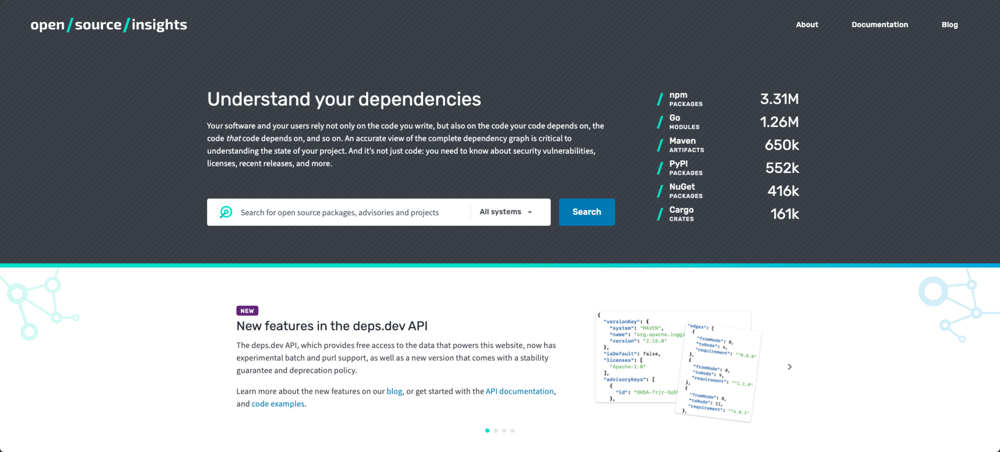 open/source/insights
About
Documentation
Blog
Understand your dependencies
Your software and your users rely not only on the code you write, but also on the code your code depends on, the
code that code depends on, and so on. An accurate view of the complete dependency graph is critical to
understanding the state of your project. And it’s not just code: you need to know about security vulnerabilities,
licenses, recent releases, and more.
Search for open source packages, advisories and projects
All systems
Search
npm
PACKAGES
3.31M
Go
MODULES
1.26M
Maven
ARTIFACTS
650k
PyPI
PACKAGES
552k
NuGet
PACKAGES
416k
Cargo
CRATES
161k
NEW
New features in the deps.dev API
The deps.dev API, which provides free access to the data that powers this website, now has
experimental batch and purl support, as well as a new version that comes with a stability
guarantee and deprecation policy.
Learn more about the new features on our blog, or get started with the API documentation,
and code examples.
{
"versionKey": {
"system": "MAVEN",
"name": "org.apache.loggi
"version": "2.15.0"
},
"isDefault": false,
"licenses": [
"Apache-2.0"
],
"advisoryKeys": [
{
"id": "GHSA-7rjr-3q5
},
"edges": [
{
"fromNode": 0,
"toNode": 4,
"requirement": "^0.8.0"
},
{
"fromNode": 0,
"toNode": 9,
"requirement": "^1.1.0"
},
{
"fromNode": 0,
"toNode": 11,
"requirement": "^4.0.1"
},